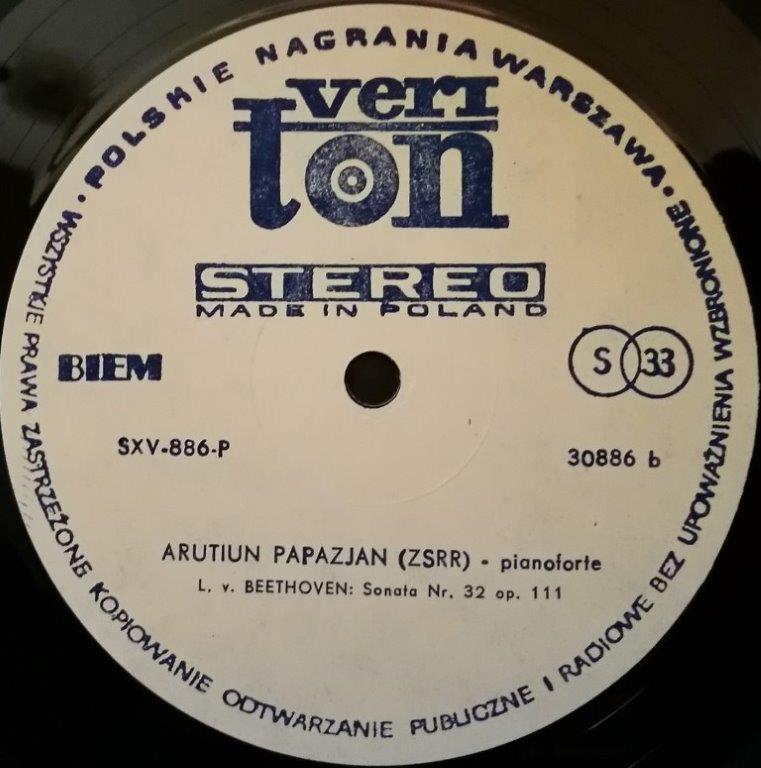 • POLSKIE NAGRANIA WARSZAWA •
veri
ton
STEREO
MADE IN POLAND
BIEM
S 33
SXV-886-P
30886 b
ARUTIUN PAPAZJAN (ZSRR) - pianoforte
L. v. BEETHOVEN: Sonata Nr. 32 op. 111
WSZYSTKIE PRAWA ZASTRZEŻONE KOPIOWANIE ODTWARZANIE PUBLICZNE I RADIOWE BEZ UPOWAŻNIENIA WZBRONIONE